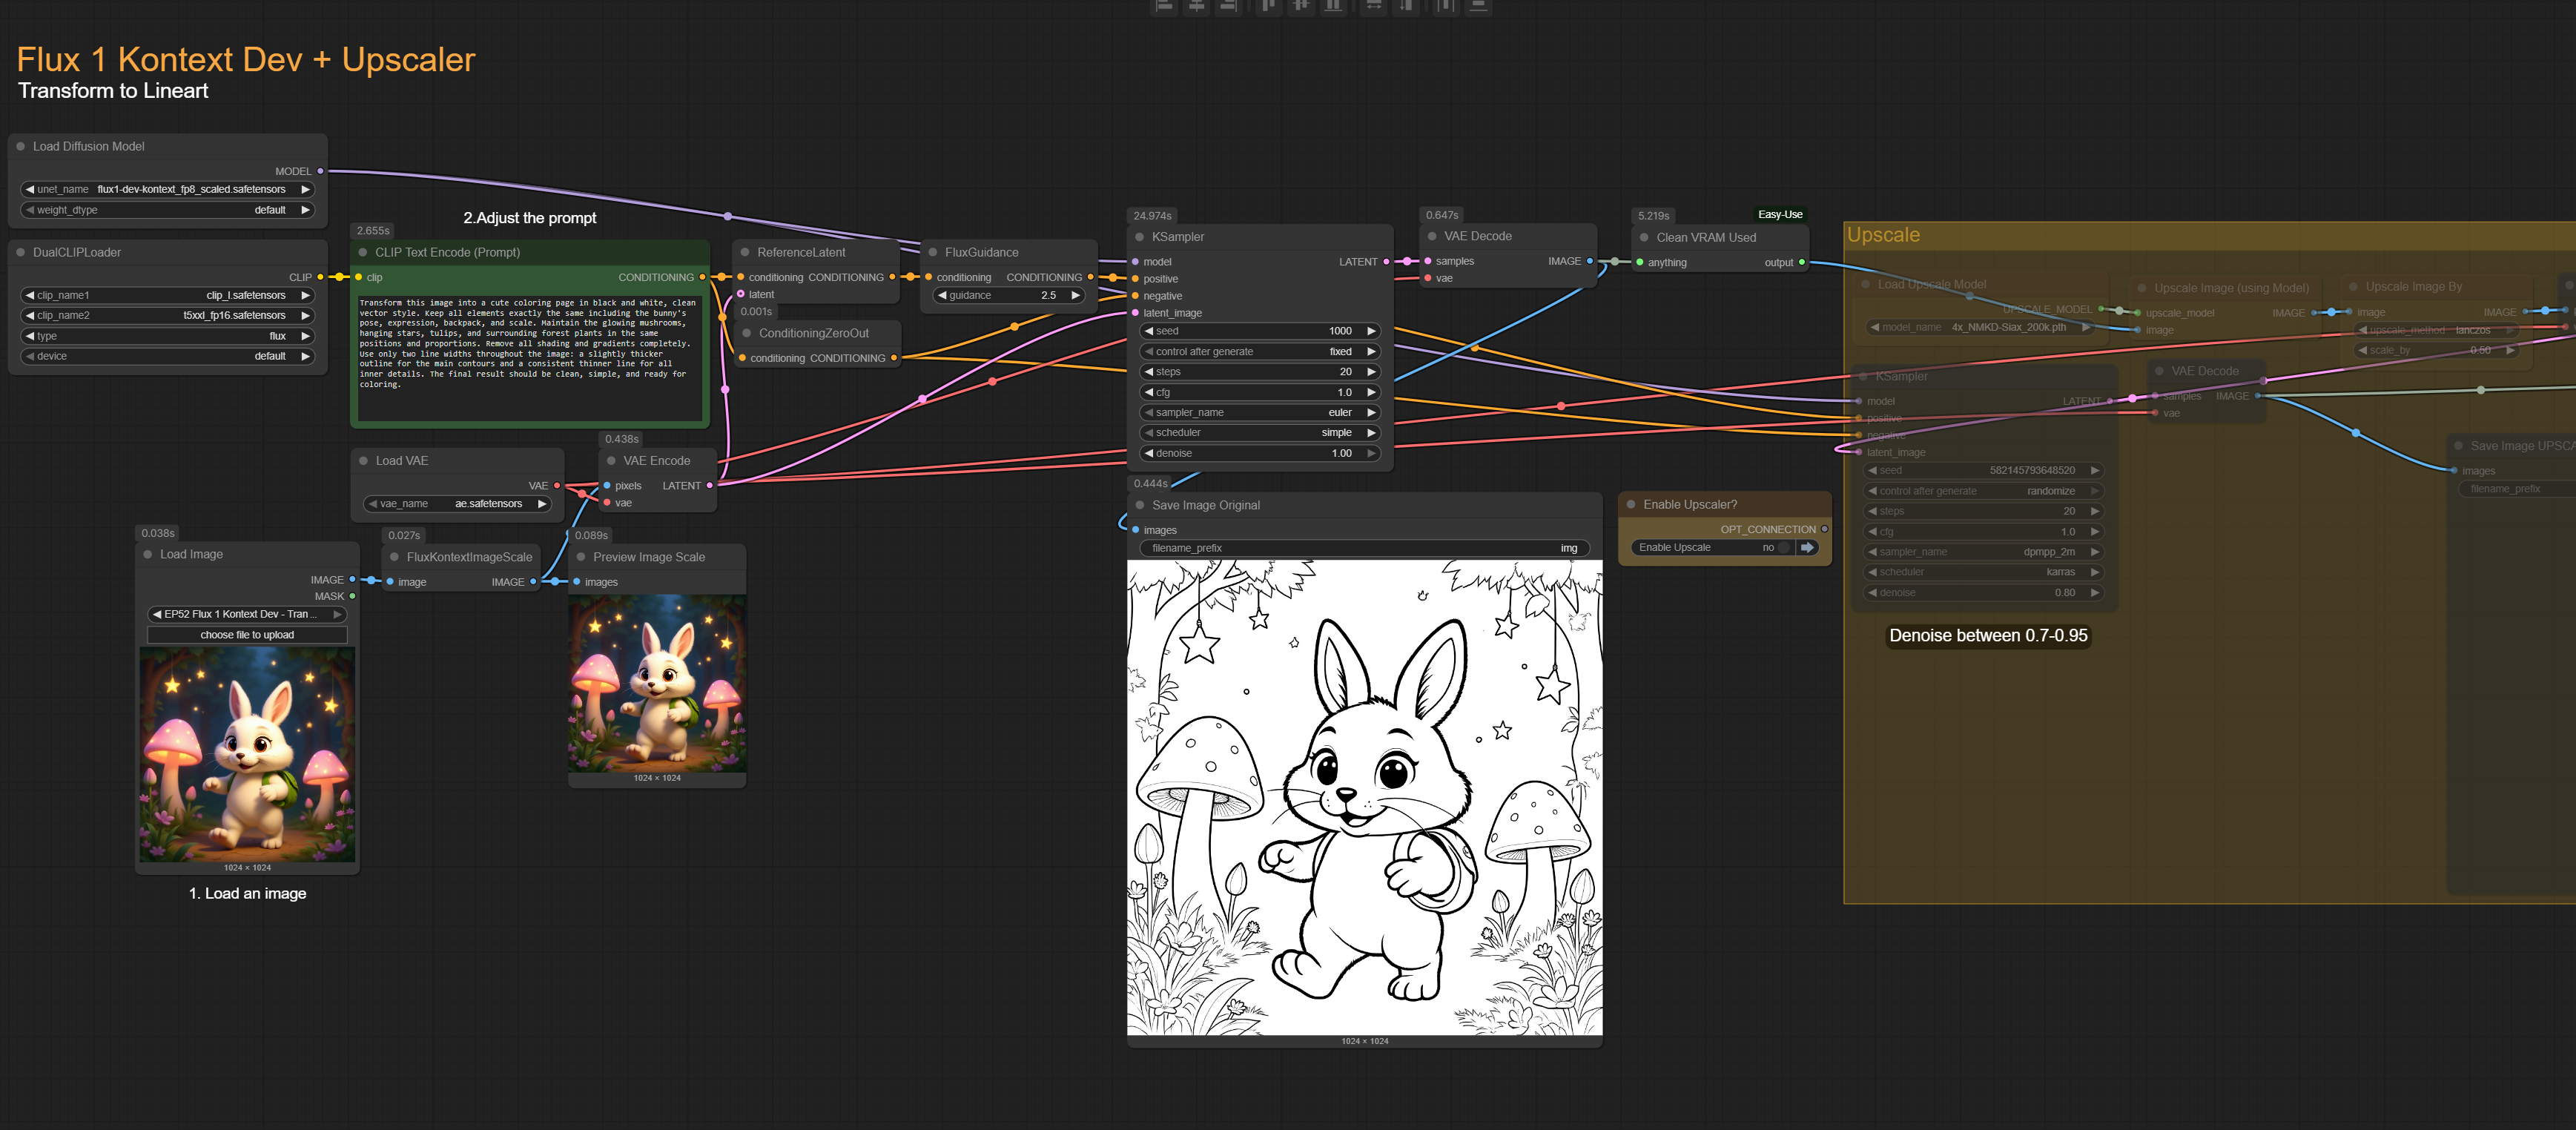 Flux 1 Kontext Dev + Upscaler
Transform to Lineart
Load Diffusion Model
MODEL
unet_name flux1-dev-kontext_fp8_scaled.safetensors
weight_dtype default
DualCLIPLoader
CLIP
clip_name1 clip_l.safetensors
clip_name2 t5xxl_fp16.safetensors
type flux
device default
2.Adjust the prompt
2.655s
CLIP Text Encode (Prompt)
clip CONDITIONING
Transform this image into a cute coloring page in black and white, clean
vector style. Keep all elements exactly the same including the bunny's
pose, expression, backpack, and scale. Maintain the glowing mushrooms,
hanging stars, tulips, and surrounding forest plants in the same
positions and proportions. Remove all shading and gradients completely.
Use only two line widths throughout the image: a slightly thicker
outline for the main contours and a consistent thinner line for all
inner details. The final result should be clean, simple, and ready for
coloring.
ReferenceLatent
conditioning CONDITIONING
latent
0.001s
ConditioningZeroOut
conditioning CONDITIONING
FluxGuidance
conditioning CONDITIONING
guidance 2.5
Load VAE
VAE
vae_name ae.safetensors
0.438s
VAE Encode
pixels LATENT
vae
0.038s
Load Image
IMAGE
MASK
EP52 Flux 1 Kontext Dev - Tran ...
choose file to upload
1024 × 1024
1. Load an image
0.027s
FluxKontextImageScale
image IMAGE
0.089s
Preview Image Scale
images
1024 × 1024
24.974s
KSampler
model LATENT
positive
negative
latent_image
seed 1000
control after generate fixed
steps 20
cfg 1.0
sampler_name euler
scheduler simple
denoise 1.00
0.647s
VAE Decode
samples IMAGE
vae
5.219s
Easy-Use
Clean VRAM Used
anything output
0.444s
Save Image Original
images
filename_prefix img
1024 × 1024
Enable Upscaler?
OPT_CONNECTION
Enable Upscale no
Upscale
Load Upscale Model
UPSCALE_MODEL
model_name 4x_NMKD-Siax_200k.pth
Upscale Image (using Model)
upscale_model IMAGE
image
Upscale Image By
image IMAGE
upscale_method lanczos
scale_by 0.50
KSampler
model LATENT
positive
negative
latent_image
seed 582145793648520
control after generate randomize
steps 20
cfg 1.0
sampler_name dpmpp_2m
scheduler karras
denoise 0.80
Denoise between 0.7-0.95
VAE Decode
samples IMAGE
vae
Save Image UPSCA
images
filename_prefix